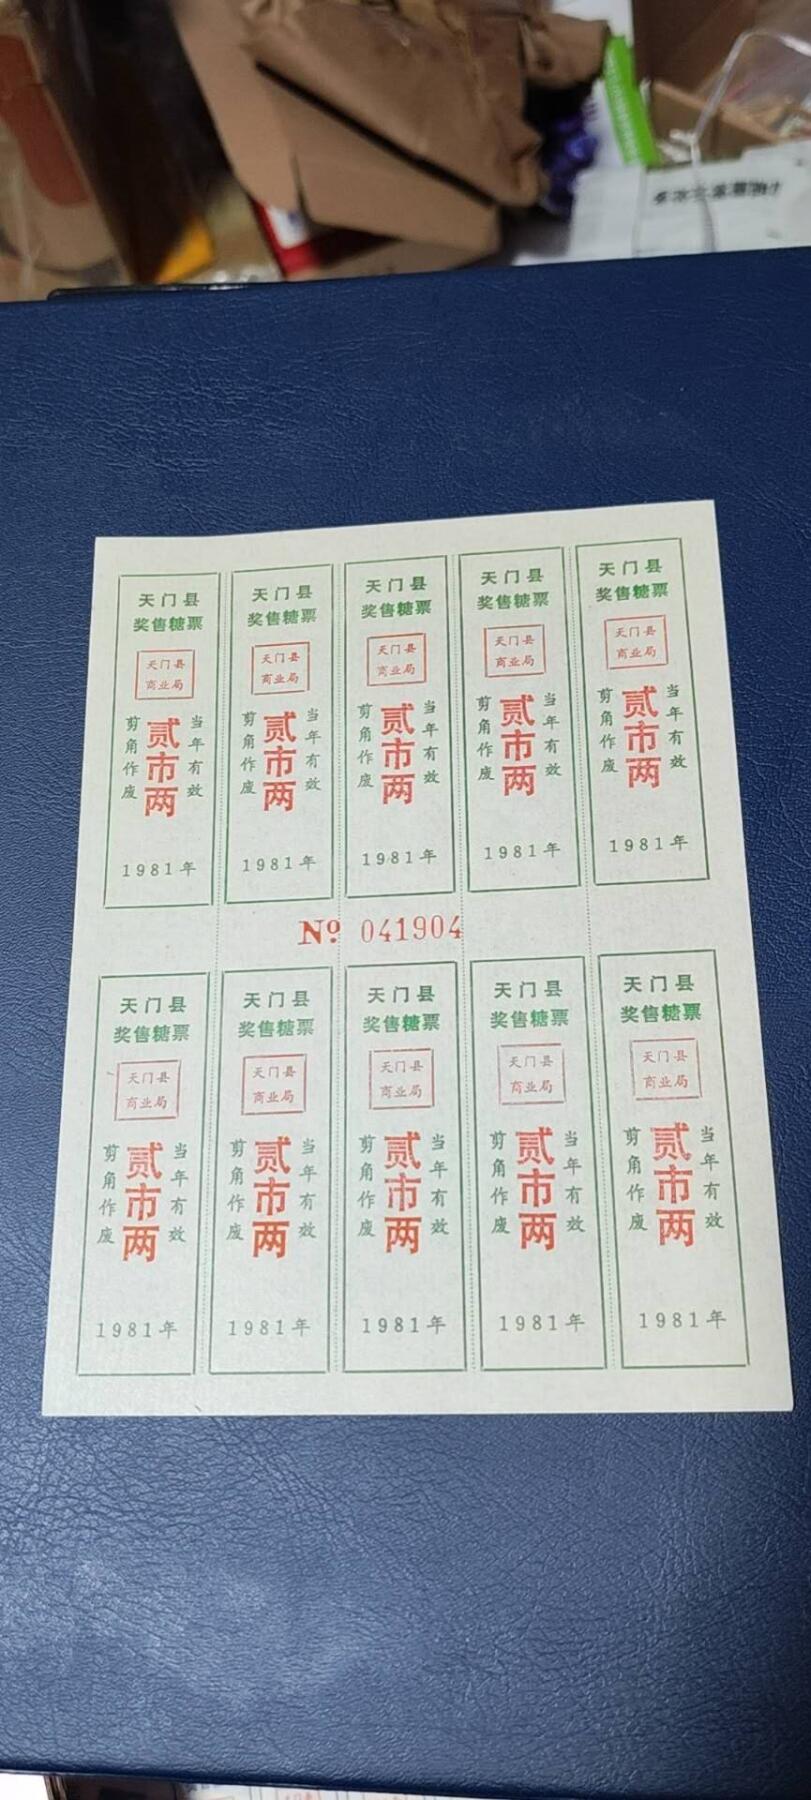 天门县
奖售糖票
天门县
商业局
当年有效
贰市两
剪角作废
1981年
天门县
奖售糖票
天门县
商业局
当年有效
贰市两
剪角作废
1981年
天门县
奖售糖票
天门县
商业局
当年有效
贰市两
剪角作废
1981年
天门县
奖售糖票
天门县
商业局
当年有效
贰市两
剪角作废
1981年
天门县
奖售糖票
天门县
商业局
当年有效
贰市两
剪角作废
1981年
Nº 041904
天门县
奖售糖票
天门县
商业局
当年有效
贰市两
剪角作废
1981年
天门县
奖售糖票
天门县
商业局
当年有效
贰市两
剪角作废
1981年
天门县
奖售糖票
天门县
商业局
当年有效
贰市两
剪角作废
1981年
天门县
奖售糖票
天门县
商业局
当年有效
贰市两
剪角作废
1981年
天门县
奖售糖票
天门县
商业局
当年有效
贰市两
剪角作废
1981年